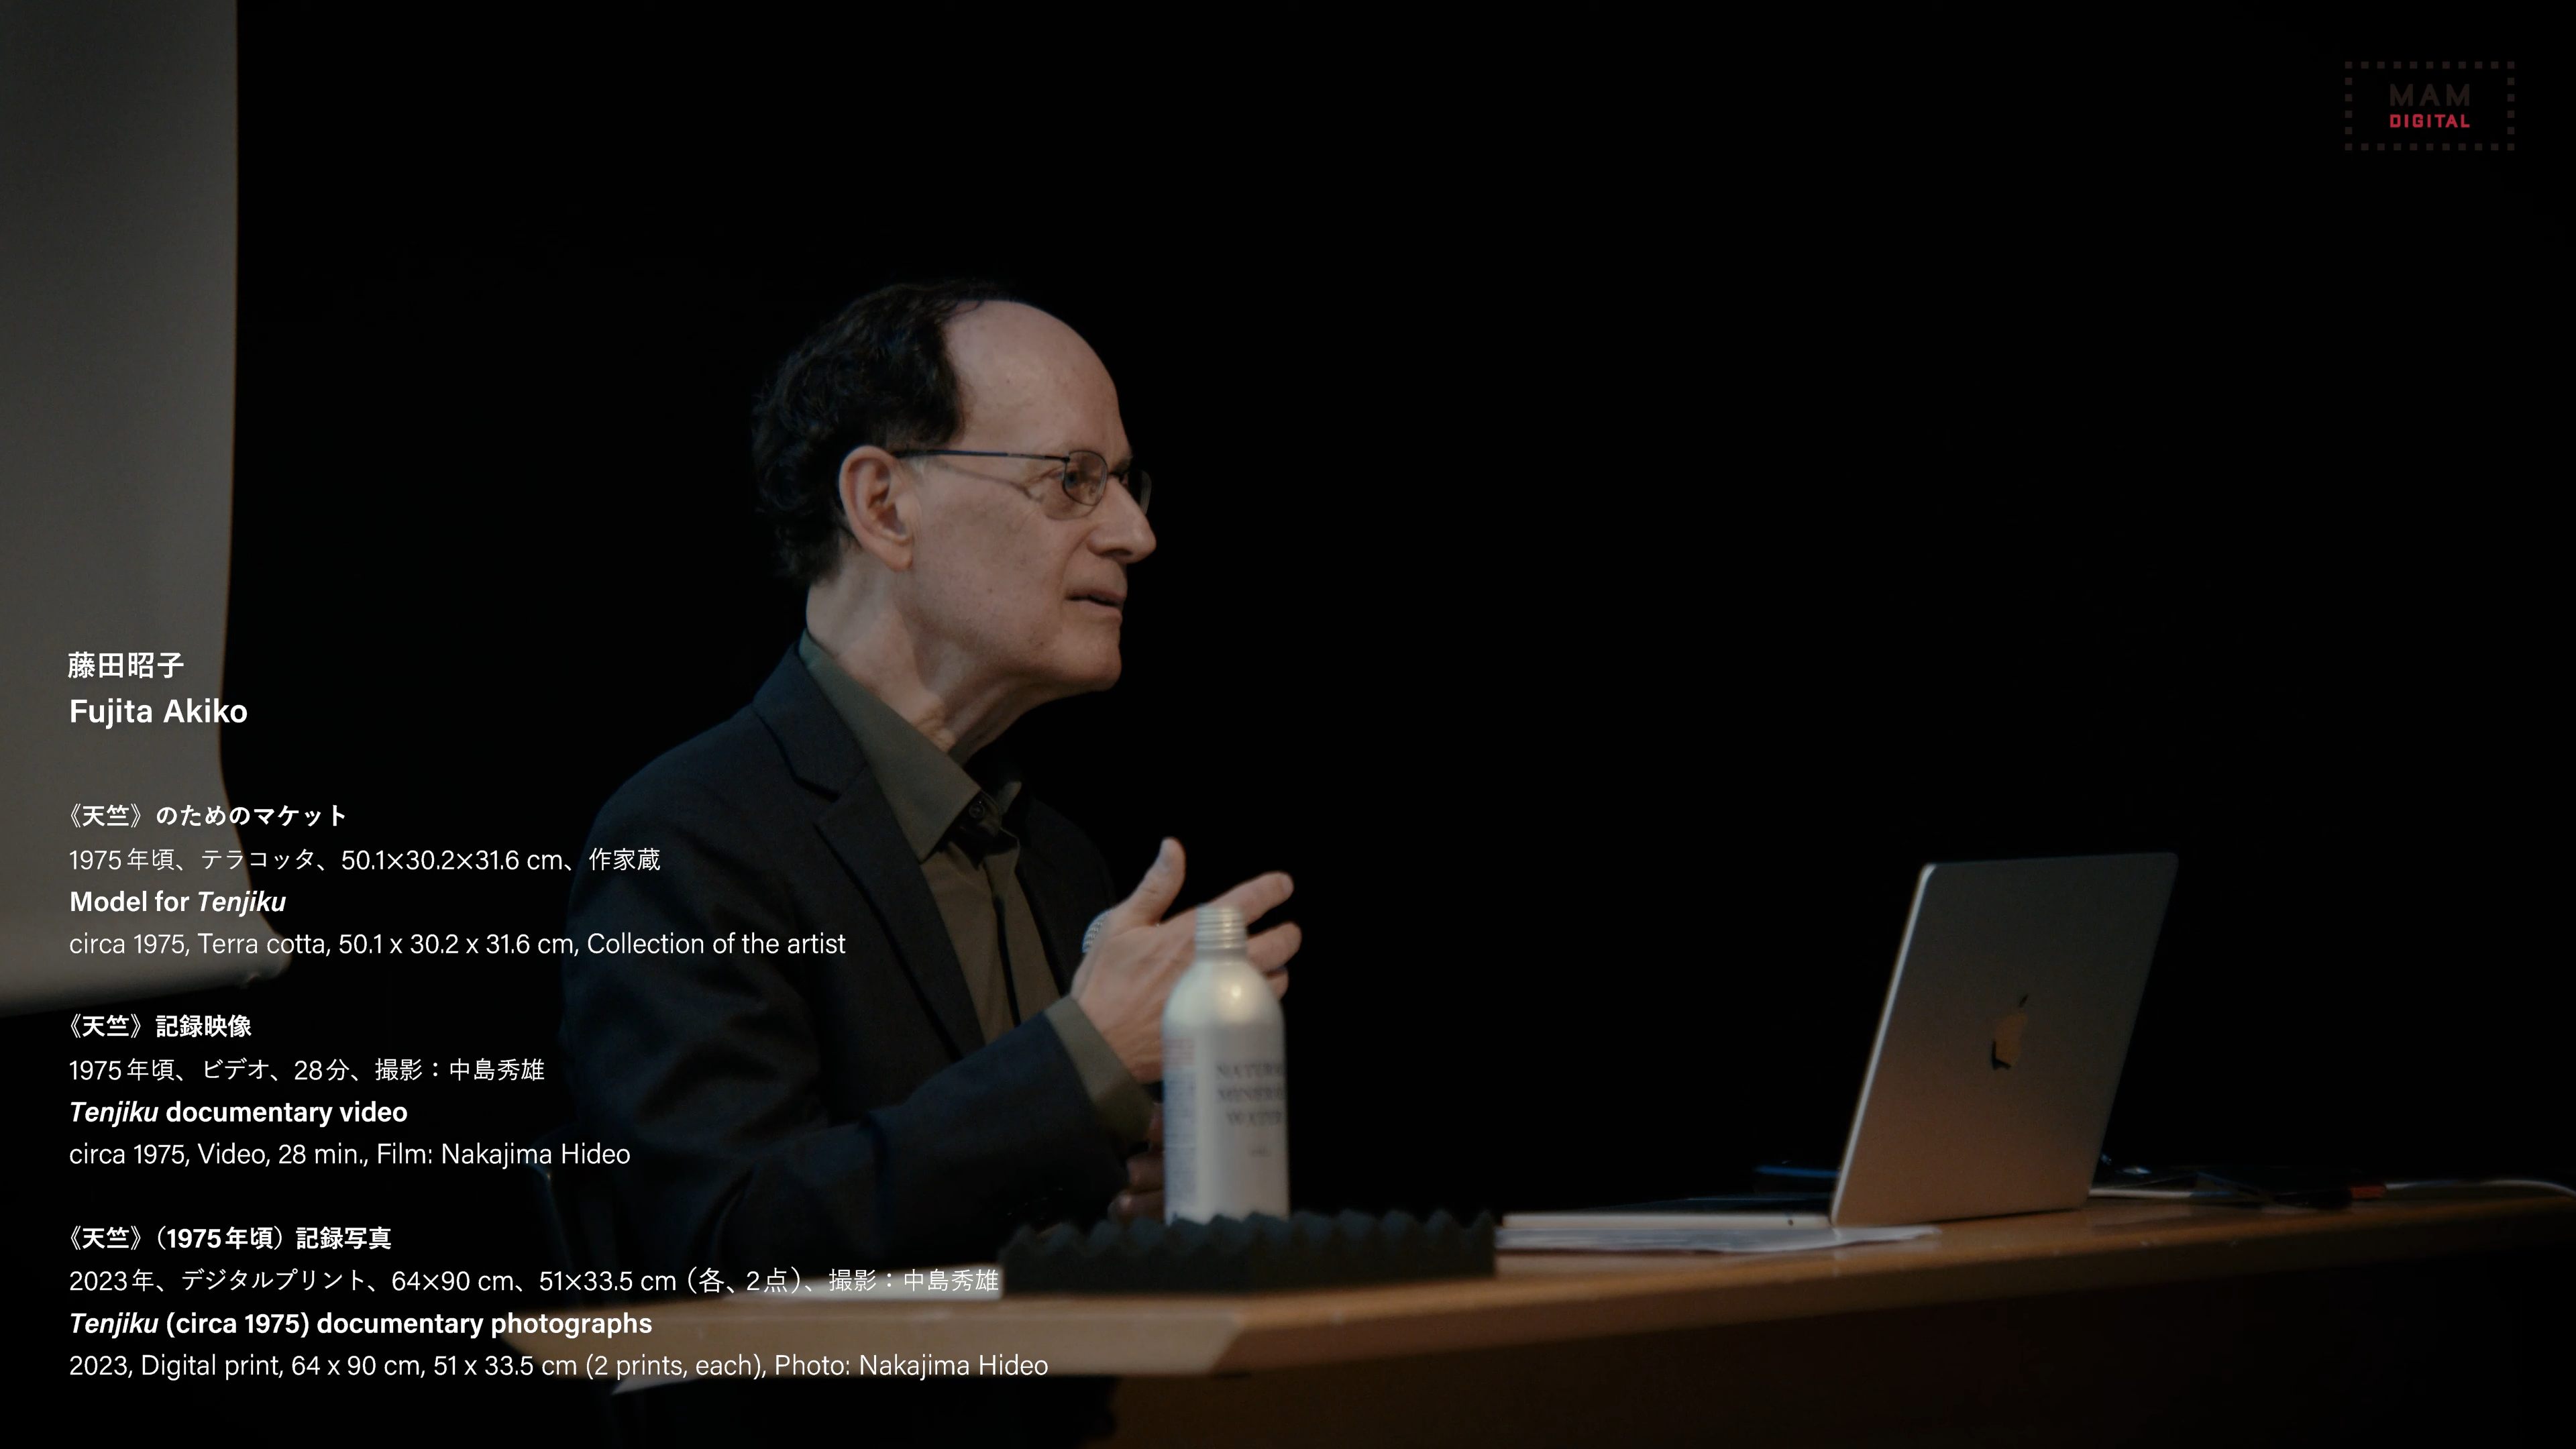 MAM
DIGITAL
藤田昭子
Fujita Akiko
《天竺》のためのマケット
1975年頃、テラコッタ、50.1×30.2×31.6 cm、作家蔵
Model for Tenjiku
circa 1975, Terra cotta, 50.1 x 30.2 x 31.6 cm, Collection of the artist
《天竺》記録映像
1975年頃、ビデオ、28分、撮影：中島秀雄
Tenjiku documentary video
circa 1975, Video, 28 min., Film: Nakajima Hideo
《天竺》（1975年頃）記録写真
2023年、デジタルプリント、64×90 cm、51×33.5 cm（各、2点）、撮影：中島秀雄
Tenjiku (circa 1975) documentary photographs
2023, Digital print, 64 x 90 cm, 51 x 33.5 cm (2 prints, each), Photo: Nakajima Hideo
NATURAL
MINERAL
WATER